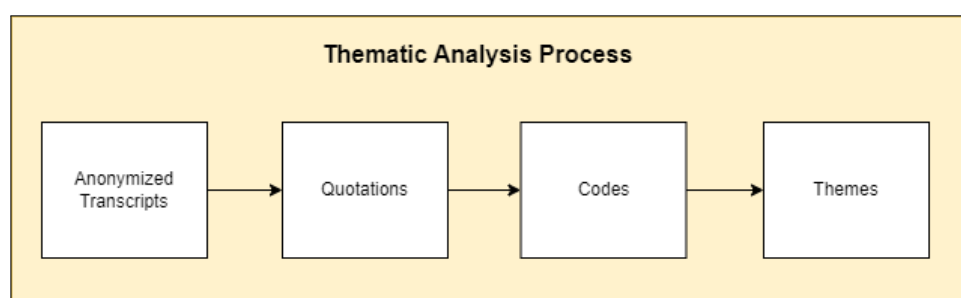 Thematic Analysis Process
Anonymized
Transcripts
Quotations
Codes
Themes